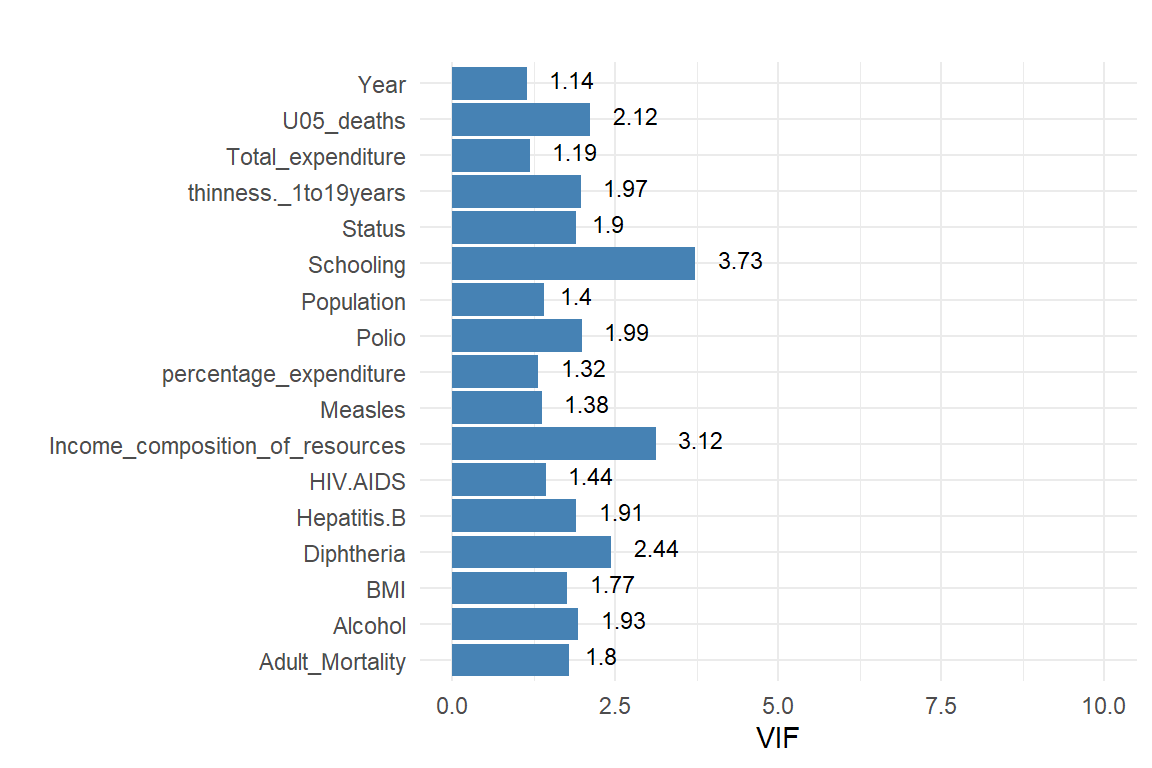 Year 1.14
U05_deaths 2.12
Total_expenditure 1.19
thinness._1to19years 1.97
Status 1.9
Schooling 3.73
Population 1.4
Polio 1.99
percentage_expenditure 1.32
Measles 1.38
Income_composition_of_resources 3.12
HIV.AIDS 1.44
Hepatitis.B 1.91
Diphtheria 2.44
BMI 1.77
Alcohol 1.93
Adult_Mortality 1.8
0.0 2.5 5.0 7.5 10.0
VIF